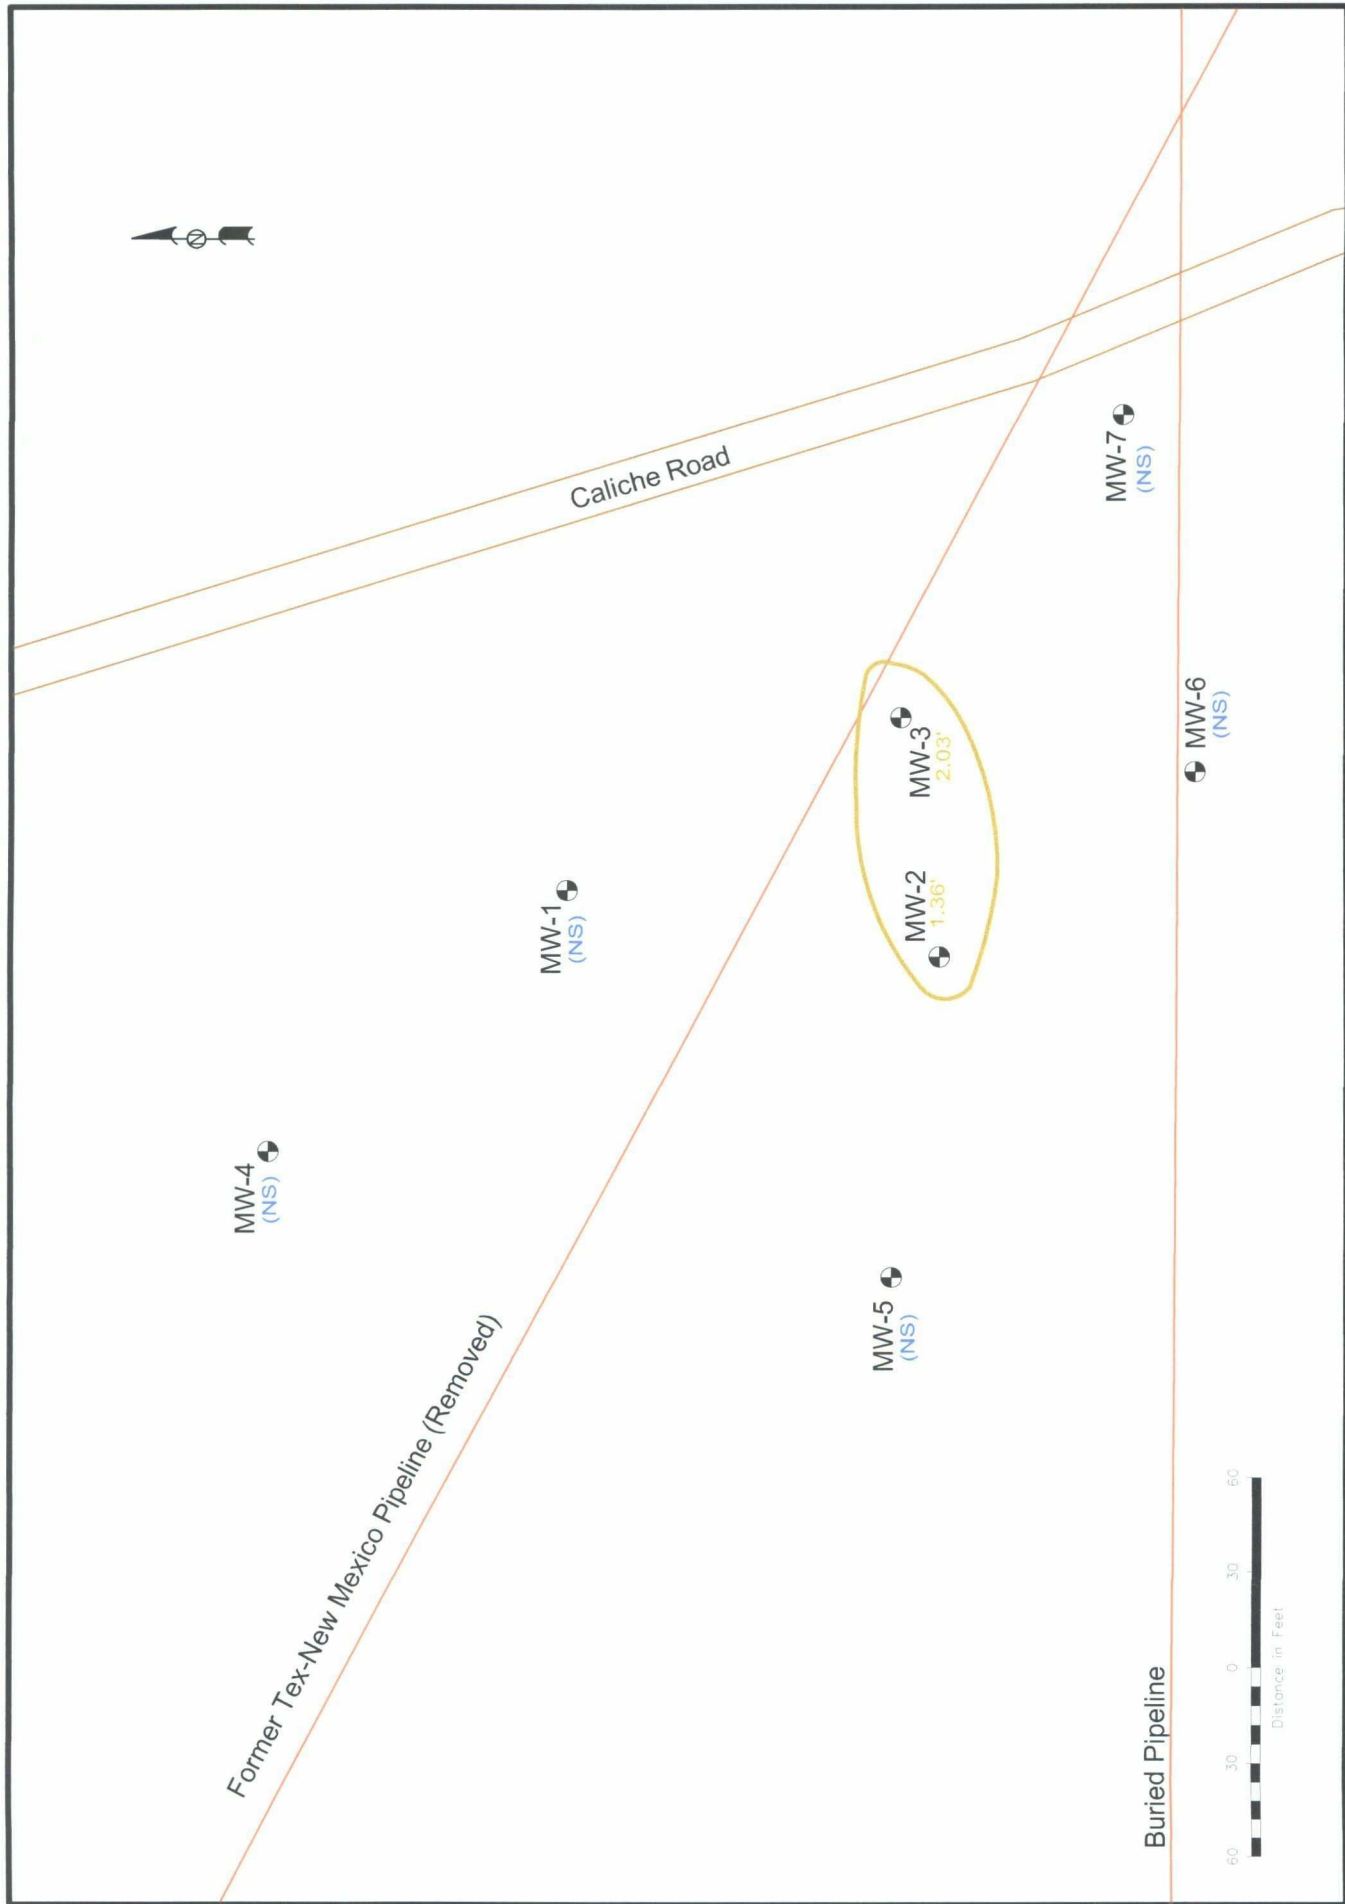 N
Caliche Road
MW-4
(NS)
MW-1
(NS)
MW-7
(NS)
MW-3
2.03'
MW-2
1.36'
MW-6
(NS)
MW-5
(NS)
Former Tex-New Mexico Pipeline (Removed)
Buried Pipeline
60 30 0 30 60
Distance in Feet